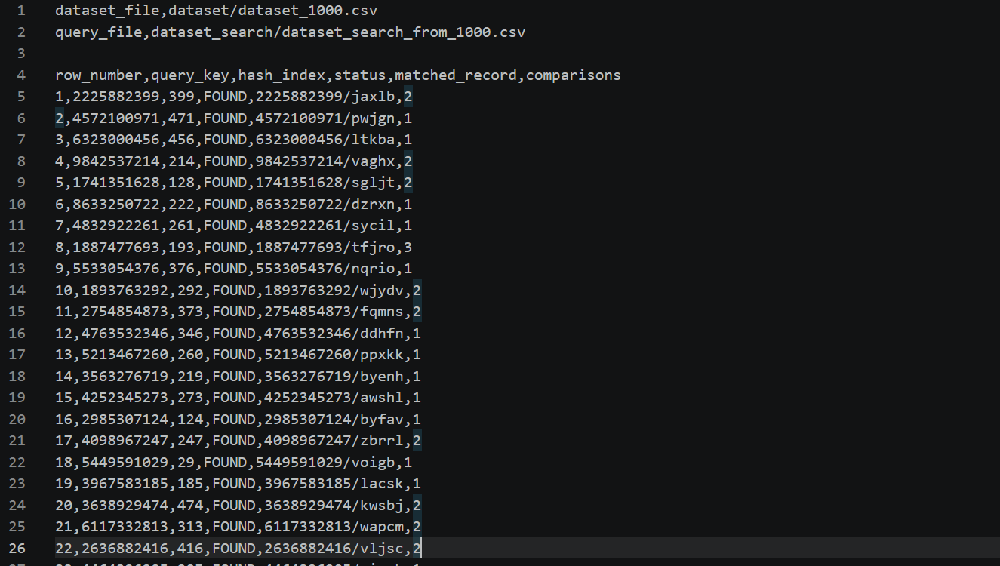 1 dataset_file,dataset/dataset_1000.csv
2 query_file,dataset_search/dataset_search_from_1000.csv
3
4 row_number,query_key,hash_index,status,matched_record,comparisons
5 1,2225882399,399,FOUND,2225882399/jaxlb,2
6 2,4572100971,471,FOUND,4572100971/pwjgn,1
7 3,6323000456,456,FOUND,6323000456/ltkba,1
8 4,9842537214,214,FOUND,9842537214/vaghx,2
9 5,1741351628,128,FOUND,1741351628/sgljt,2
10 6,8633250722,222,FOUND,8633250722/dzrxn,1
11 7,4832922261,261,FOUND,4832922261/sycil,1
12 8,1887477693,193,FOUND,1887477693/tfjro,3
13 9,5533054376,376,FOUND,5533054376/nqrio,1
14 10,1893763292,292,FOUND,1893763292/wjydv,2
15 11,2754854873,373,FOUND,2754854873/fqmns,2
16 12,4763532346,346,FOUND,4763532346/ddhfn,1
17 13,5213467260,260,FOUND,5213467260/ppxkk,1
18 14,3563276719,219,FOUND,3563276719/byenh,1
19 15,4252345273,273,FOUND,4252345273/awshl,1
20 16,2985307124,124,FOUND,2985307124/byfav,1
21 17,4098967247,247,FOUND,4098967247/zbrrl,2
22 18,5449591029,29,FOUND,5449591029/voigb,1
23 19,3967583185,185,FOUND,3967583185/lacsk,1
24 20,3638929474,474,FOUND,3638929474/kwsbj,2
25 21,6117332813,313,FOUND,6117332813/wapcm,2
26 22,2636882416,416,FOUND,2636882416/vljsc,2